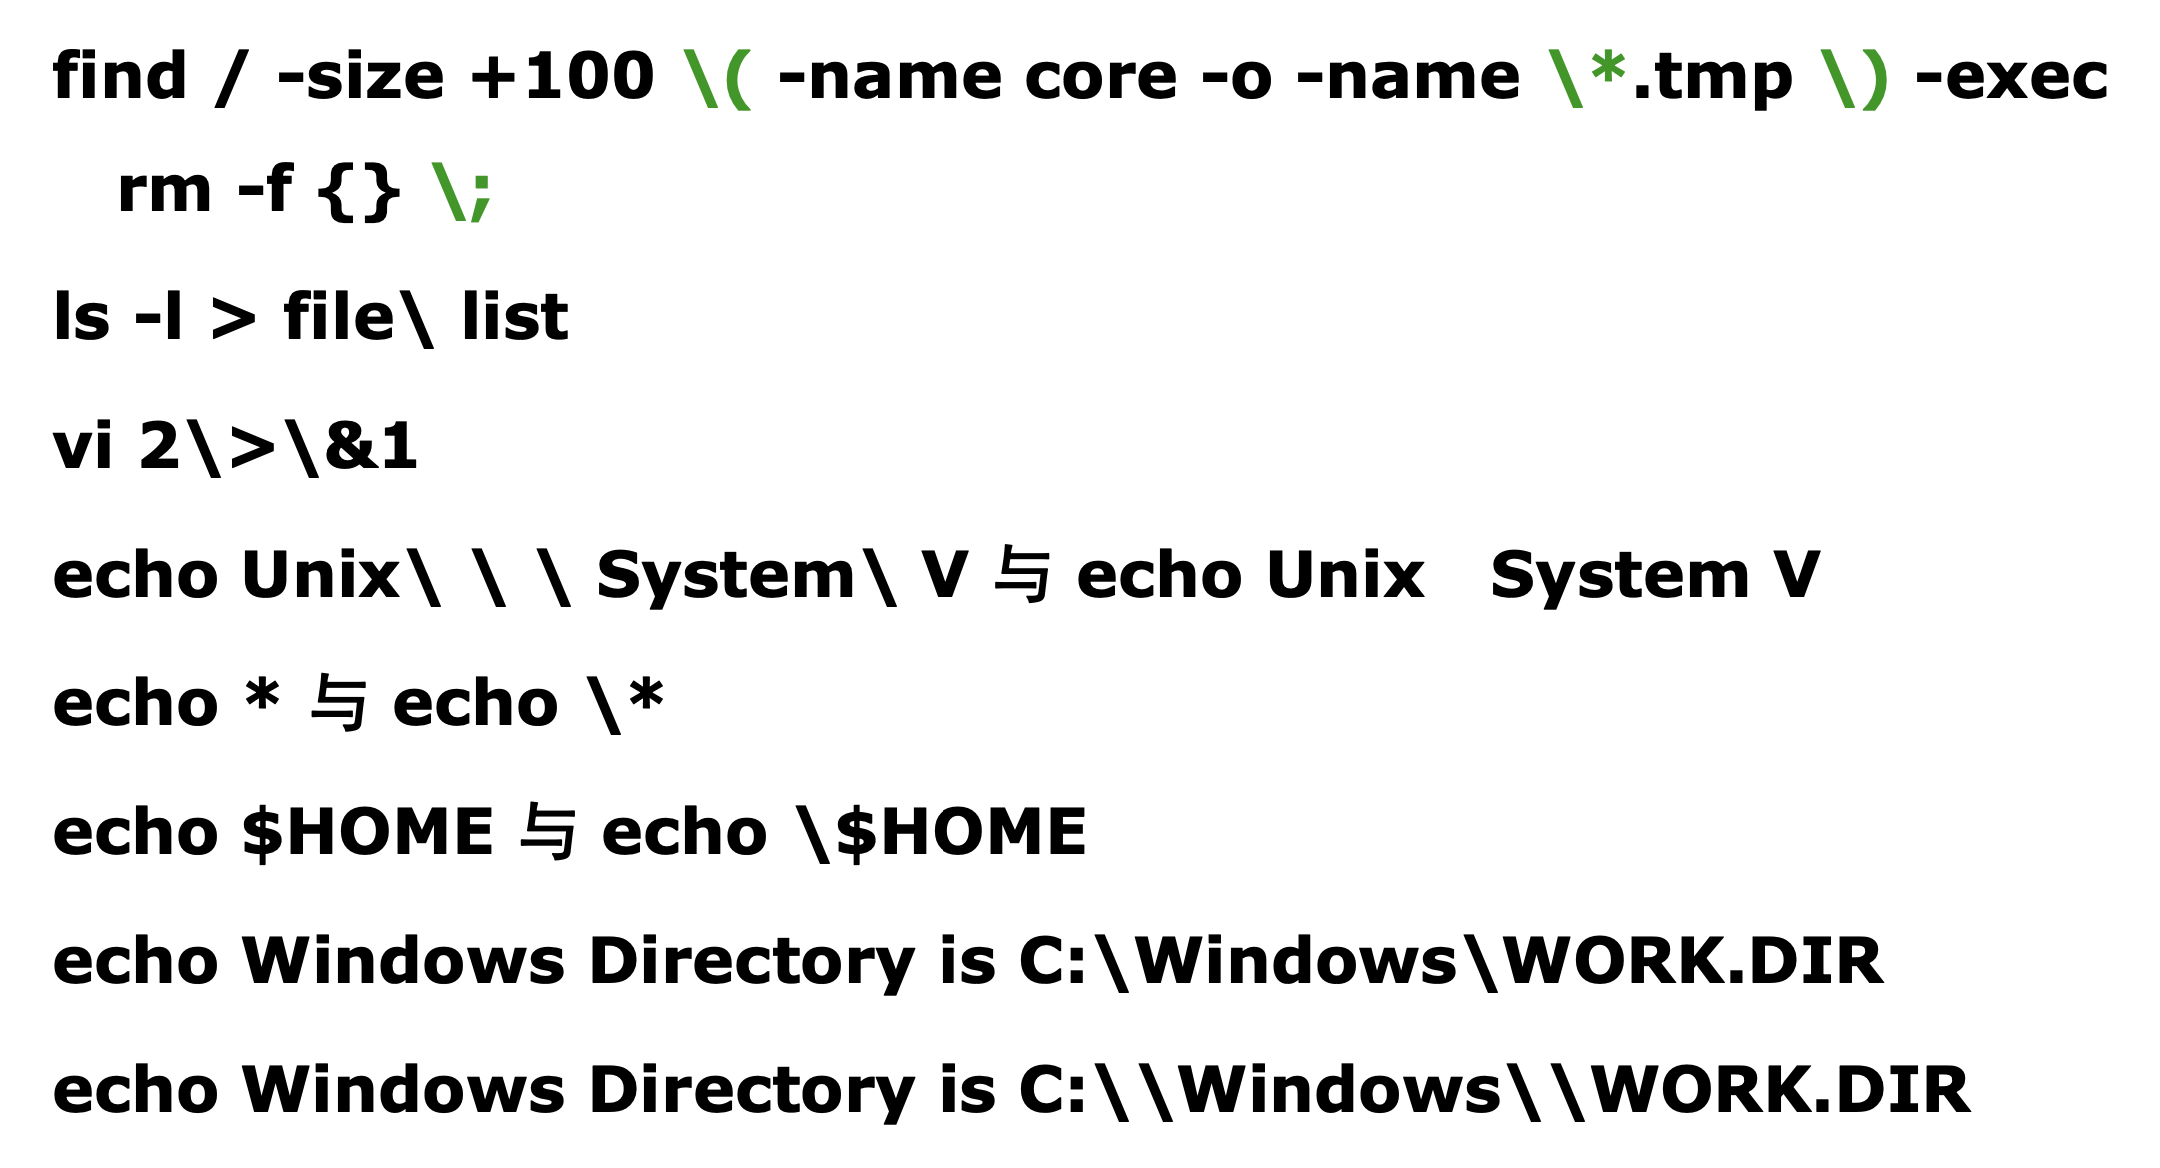 find / -size +100 \( -name core -o -name \*.tmp \) -exec
rm -f {} \;
ls -l > file\ list
vi 2\>\&1
echo Unix\ \ \ System\ V 与 echo Unix   System V
echo * 与 echo \*
echo $HOME 与 echo \$HOME
echo Windows Directory is C:\Windows\WORK.DIR
echo Windows Directory is C:\\Windows\\WORK.DIR